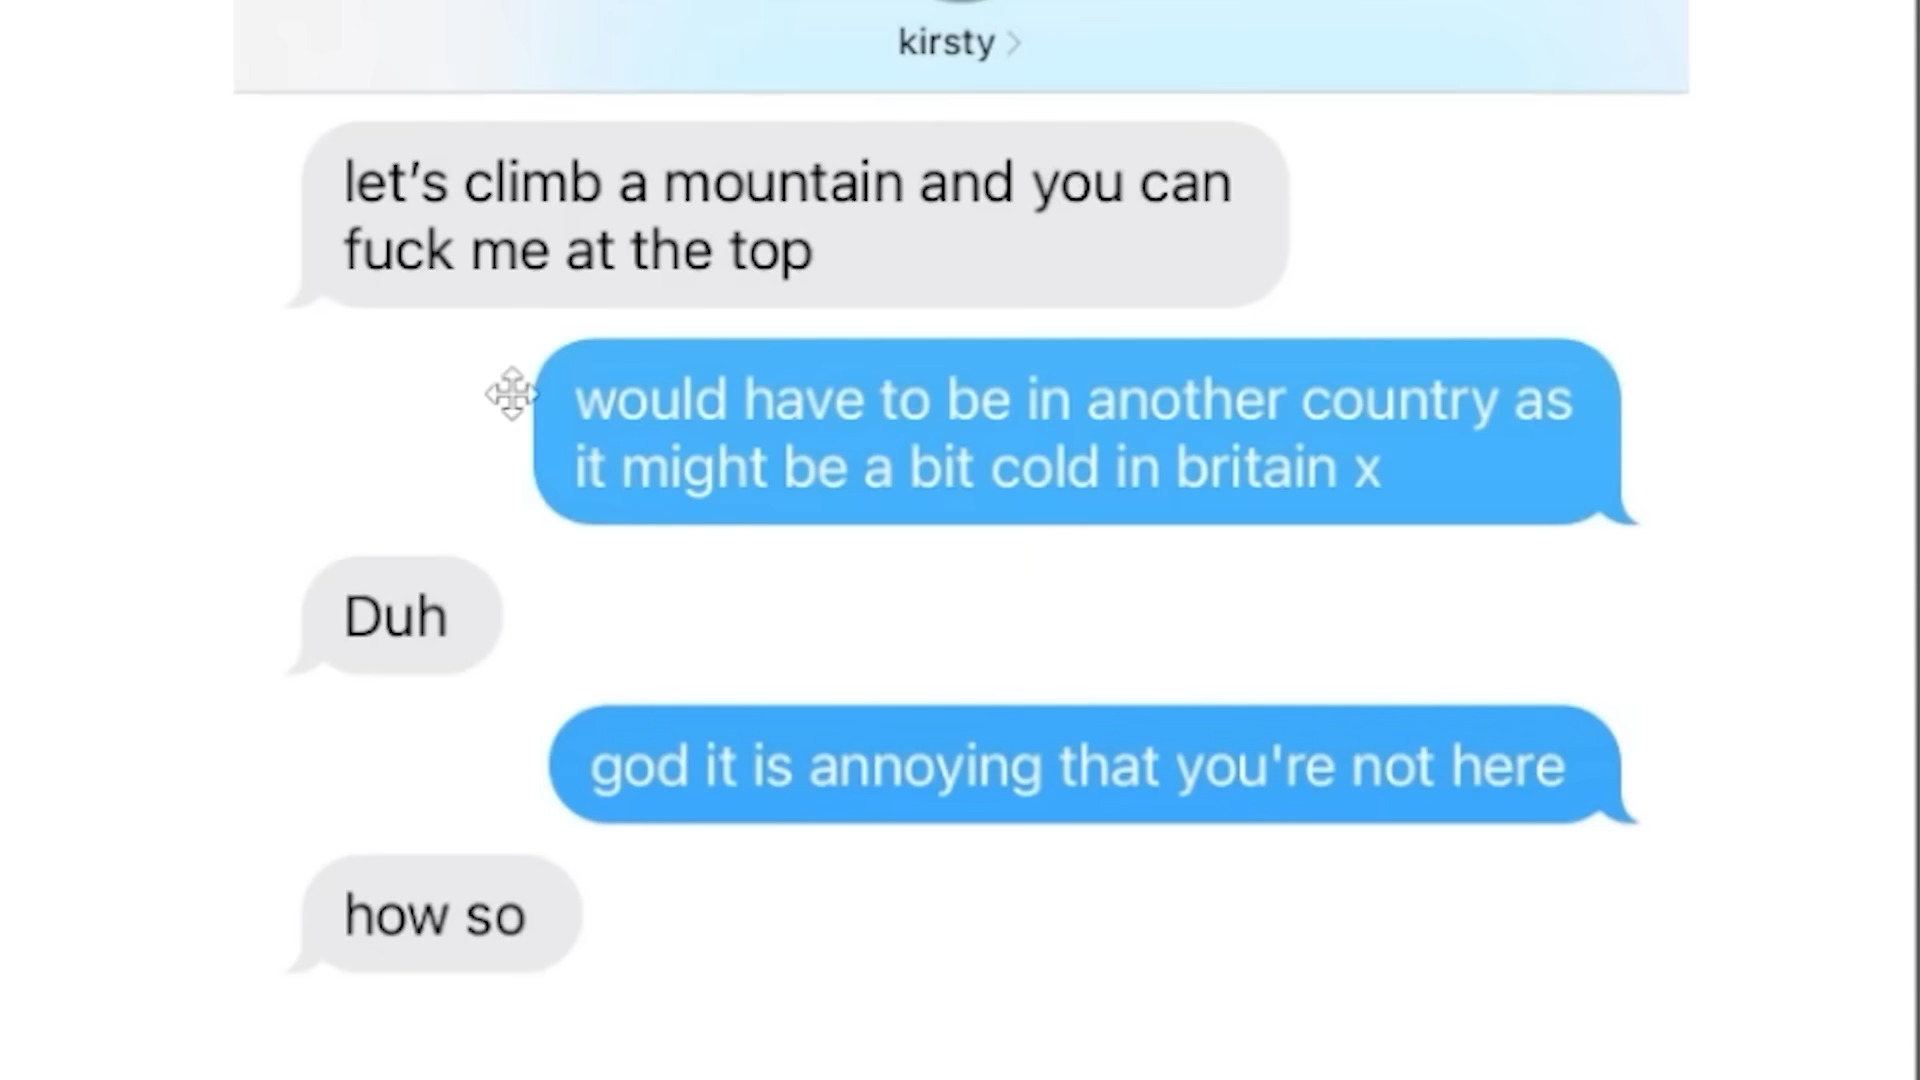 kirsty
let’s climb a mountain and you can
fuck me at the top
would have to be in another country as
it might be a bit cold in britain x
Duh
god it is annoying that you're not here
how so